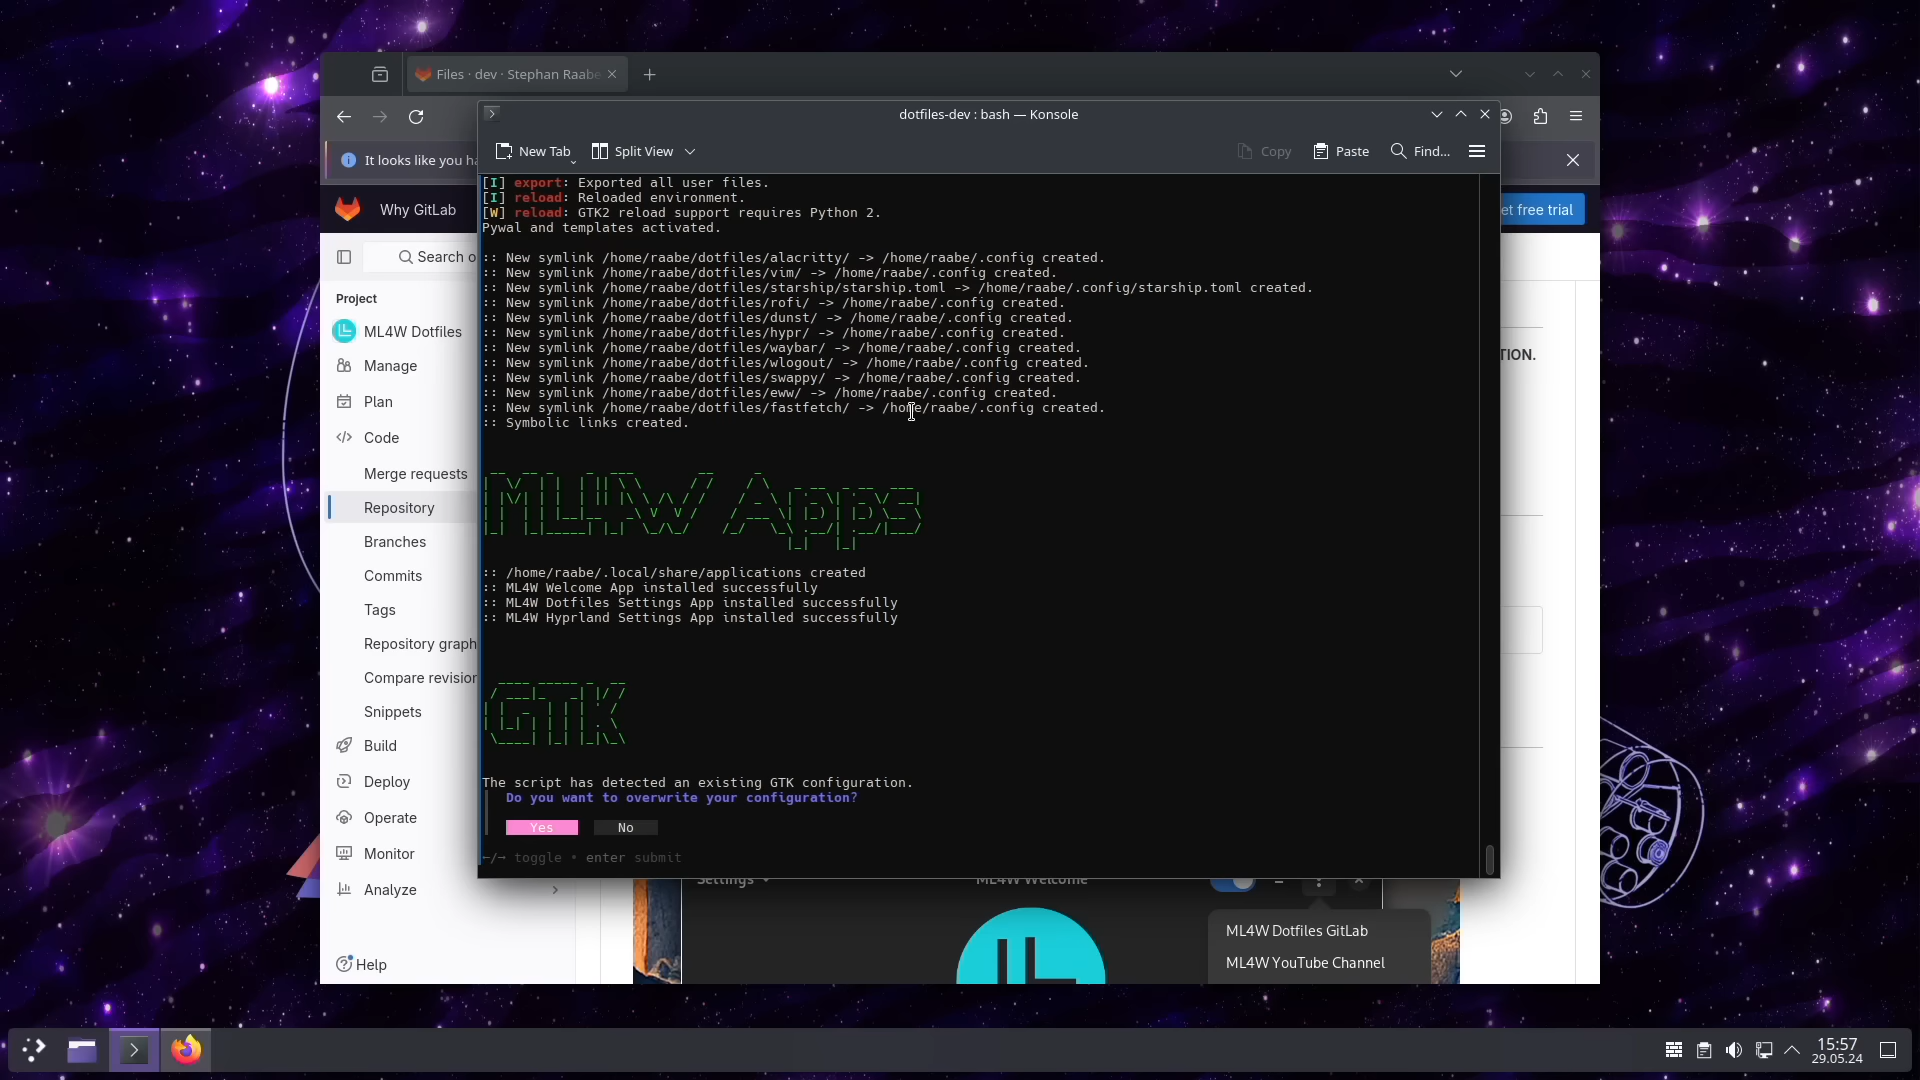 Files · dev · Stephan Raabe
dotfiles-dev : bash — Konsole
New Tab
Split View
Copy
Paste
Find...
It looks like you ha
Why GitLab
et free trial
Search o
Project
ML4W Dotfiles
Manage
Plan
Code
Merge requests
Repository
Branches
Commits
Tags
Repository graph
Compare revision
Snippets
Build
Deploy
Operate
Monitor
Analyze
Help
[I] export: Exported all user files.
[I] reload: Reloaded environment.
[W] reload: GTK2 reload support requires Python 2.
Pywal and templates activated.
:: New symlink /home/raabe/dotfiles/alacritty/ -> /home/raabe/.config created.
:: New symlink /home/raabe/dotfiles/vim/ -> /home/raabe/.config created.
:: New symlink /home/raabe/dotfiles/starship/starship.toml -> /home/raabe/.config/starship.toml created.
:: New symlink /home/raabe/dotfiles/rofi/ -> /home/raabe/.config created.
:: New symlink /home/raabe/dotfiles/dunst/ -> /home/raabe/.config created.
:: New symlink /home/raabe/dotfiles/hypr/ -> /home/raabe/.config created.
:: New symlink /home/raabe/dotfiles/waybar/ -> /home/raabe/.config created.
:: New symlink /home/raabe/dotfiles/wlogout/ -> /home/raabe/.config created.
:: New symlink /home/raabe/dotfiles/swappy/ -> /home/raabe/.config created.
:: New symlink /home/raabe/dotfiles/eww/ -> /home/raabe/.config created.
:: New symlink /home/raabe/dotfiles/fastfetch/ -> /home/raabe/.config created.
:: Symbolic links created.
ML4W Apps
:: /home/raabe/.local/share/applications created
:: ML4W Welcome App installed successfully
:: ML4W Dotfiles Settings App installed successfully
:: ML4W Hyprland Settings App installed successfully
GTK
The script has detected an existing GTK configuration.
Do you want to overwrite your configuration?
Yes No
←/→ toggle • enter submit
TION.
Settings
ML4W Welcome
ML4W Dotfiles GitLab
ML4W YouTube Channel
15:57
29.05.24